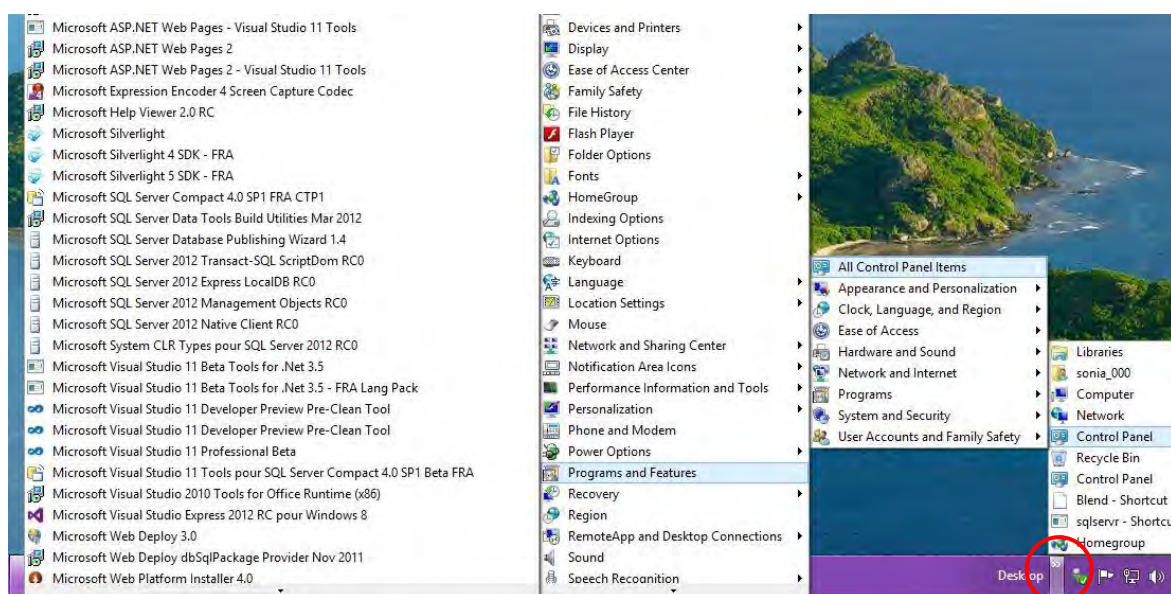 Microsoft ASP.NET Web Pages - Visual Studio 11 Tools
Microsoft ASP.NET Web Pages 2
Microsoft ASP.NET Web Pages 2 - Visual Studio 11 Tools
Microsoft Expression Encoder 4 Screen Capture Codec
Microsoft Help Viewer 2.0 RC
Microsoft Silverlight
Microsoft Silverlight 4 SDK - FRA
Microsoft Silverlight 5 SDK - FRA
Microsoft SQL Server Compact 4.0 SP1 FRA CTP1
Microsoft SQL Server Data Tools Build Utilities Mar 2012
Microsoft SQL Server Database Publishing Wizard 1.4
Microsoft SQL Server 2012 Transact-SQL ScriptDom RC0
Microsoft SQL Server 2012 Express LocalDB RC0
Microsoft SQL Server 2012 Management Objects RC0
Microsoft SQL Server 2012 Native Client RC0
Microsoft System CLR Types pour SQL Server 2012 RC0
Microsoft Visual Studio 11 Beta Tools for .Net 3.5
Microsoft Visual Studio 11 Beta Tools for .Net 3.5 - FRA Lang Pack
Microsoft Visual Studio 11 Developer Preview Pre-Clean Tool
Microsoft Visual Studio 11 Developer Preview Pre-Clean Tool
Microsoft Visual Studio 11 Professional Beta
Microsoft Visual Studio 11 Tools pour SQL Server Compact 4.0 SP1 Beta FRA
Microsoft Visual Studio 2010 Tools for Office Runtime (x86)
Microsoft Visual Studio Express 2012 RC pour Windows 8
Microsoft Web Deploy 3.0
Microsoft Web Deploy dbSqlPackage Provider Nov 2011
Microsoft Web Platform Installer 4.0
Devices and Printers
Display
Ease of Access Center
Family Safety
File History
Flash Player
Folder Options
Fonts
HomeGroup
Indexing Options
Internet Options
Keyboard
Language
Location Settings
Mouse
Network and Sharing Center
Notification Area Icons
Performance Information and Tools
Personalization
Phone and Modem
Power Options
Programs and Features
Recovery
Region
RemoteApp and Desktop Connections
Sound
Speech Recognition
All Control Panel Items
Appearance and Personalization
Clock, Language, and Region
Ease of Access
Hardware and Sound
Network and Internet
Programs
System and Security
User Accounts and Family Safety
Libraries
sonia_000
Computer
Network
Control Panel
Recycle Bin
Control Panel
Blend - Shortcut
sqlservr - Shortcu
Homegroup
Desktop